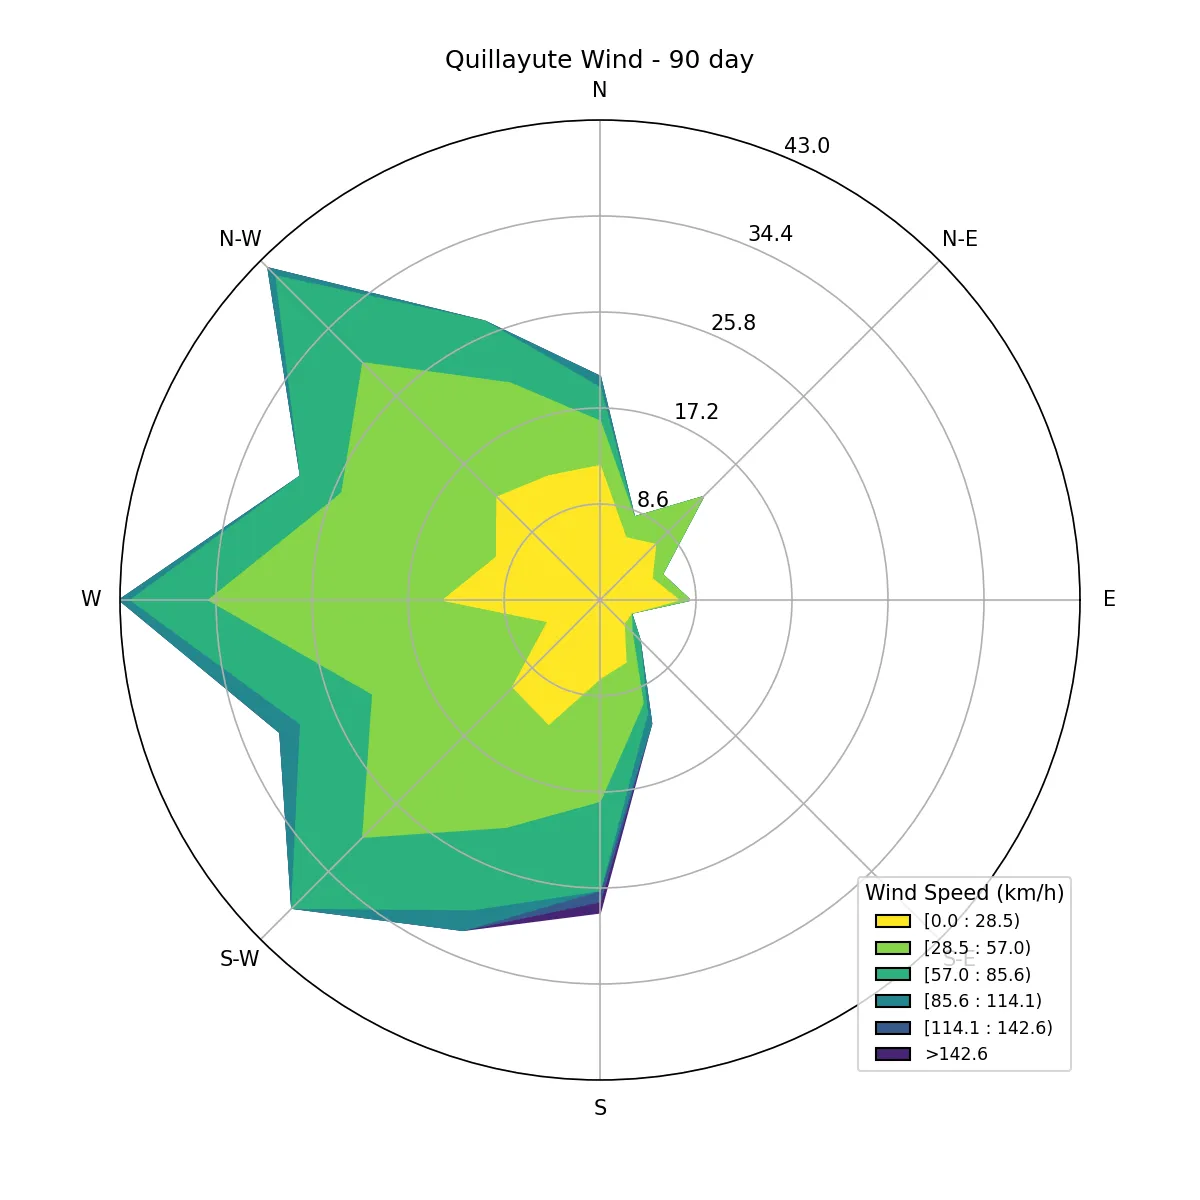 Quillayute Wind - 90 day
N
43.0
34.4
N-W
N-E
25.8
17.2
8.6
W
E
Wind Speed (km/h)
[0.0 : 28.5)
[28.5 : 57.0)
S-W
S-E
[57.0 : 85.6)
[85.6 : 114.1)
[114.1 : 142.6)
>142.6
S